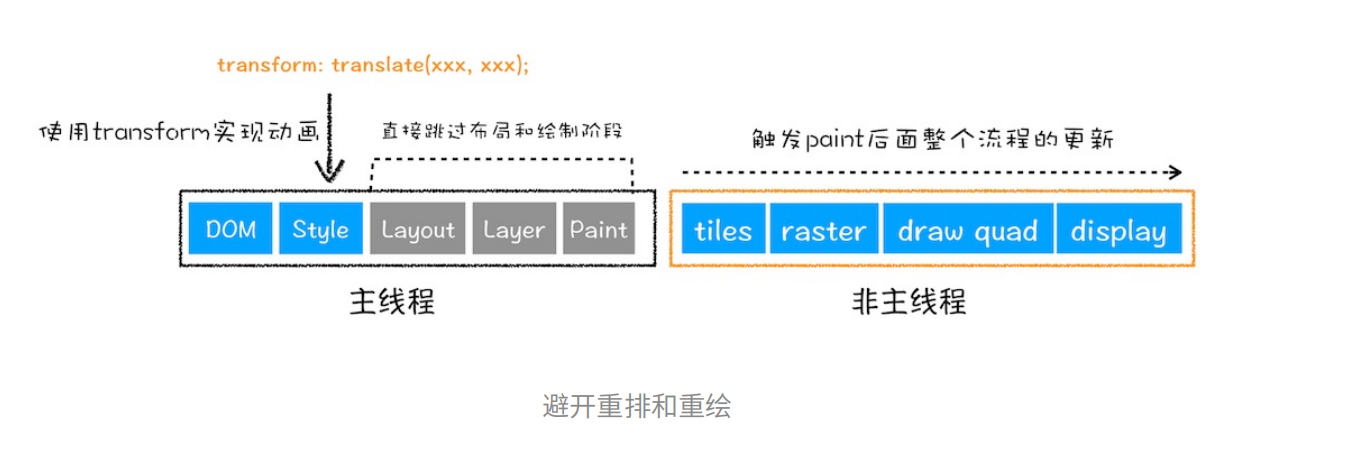 transform: translate(xxx, xxx);
使用transform实现动画
直接跳过布局和绘制阶段
触发paint后面整个流程的更新
DOM Style Layout Layer Paint
tiles raster draw quad display
主线程
非主线程
避开重排和重绘